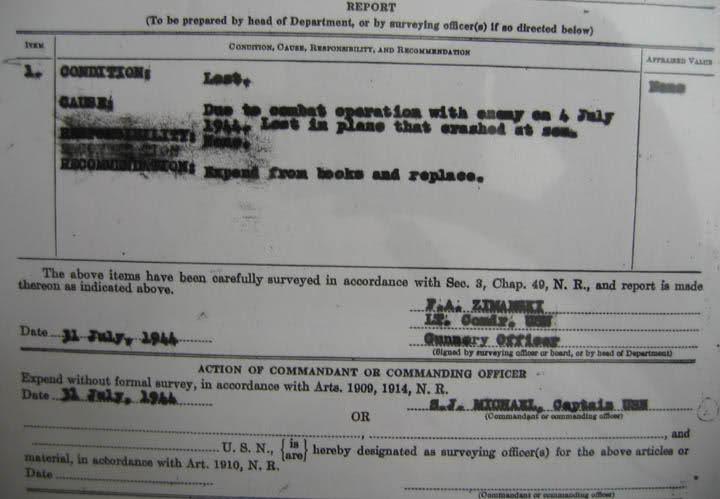 REPORT
(To be prepared by head of Department, or by surveying officer(s) if so directed below)
ITEM CONDITION, CAUSE, RESPONSIBILITY, AND RECOMMENDATION APPRAISED VALUE
1. CONDITION: Lost. None
CAUSE: Due to combat operation with enemy on 4 July
1944. Lost in plane that crashed at sea.
RESPONSIBILITY: None.
RECOMMENDATION: Expend from books and replace.
The above items have been carefully surveyed in accordance with Sec. 3, Chap. 49, N. R., and report is made
thereon as indicated above.
F.A. ZIMANSKI
LT. Comdr. USN
Date 31 July, 1944 Gunnery Officer
(Signed by surveying officer or board, or by head of Department)
ACTION OF COMMANDANT OR COMMANDING OFFICER
Expend without formal survey, in accordance with Arts. 1909, 1914, N. R.
Date 31 July, 1944 S.J. MICHAEL, Captain USN
(Commandant or commanding officer)
OR
, , and
U. S. N., {is are} hereby designated as surveying officer(s) for the above articles or
material, in accordance with Art. 1910, N. R.
Date
(Commandant or commanding officer)